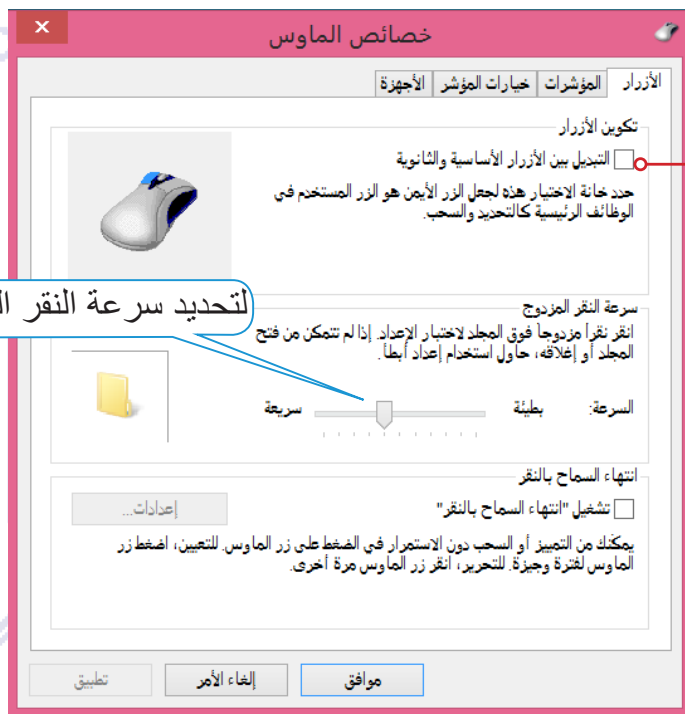 خصائص الماوس
الأزرار المؤشرات خيارات المؤشر الأجهزة
تكوين الأزرار
التبديل بين الأزرار الأساسية والثانوية
حدد خانة الاختيار هذه لجعل الزر الأيمن هو الزر المستخدم في
الوظائف الرئيسية كالتحديد والسحب.
لتحديد سرعة النقر
سرعة النقر المزدوج
انقر نقراً مزدوجاً فوق المجلد لاختبار الإعداد. إذا لم تتمكن من فتح
المجلد أو إغلاقه، حاول استخدام إعداد أبطأ.
السرعة: بطيئة سريعة
انتهاء السماح بالنقر
تشغيل "انتهاء السماح بالنقر"
إعدادات...
يمكنك من التمييز أو السحب دون الاستمرار في الضغط على زر الماوس. للتعيين، اضغط زر
الماوس لفترة وجيزة. للتحرير، انقر زر الماوس مرة أخرى.
موافق إلغاء الأمر تطبيق